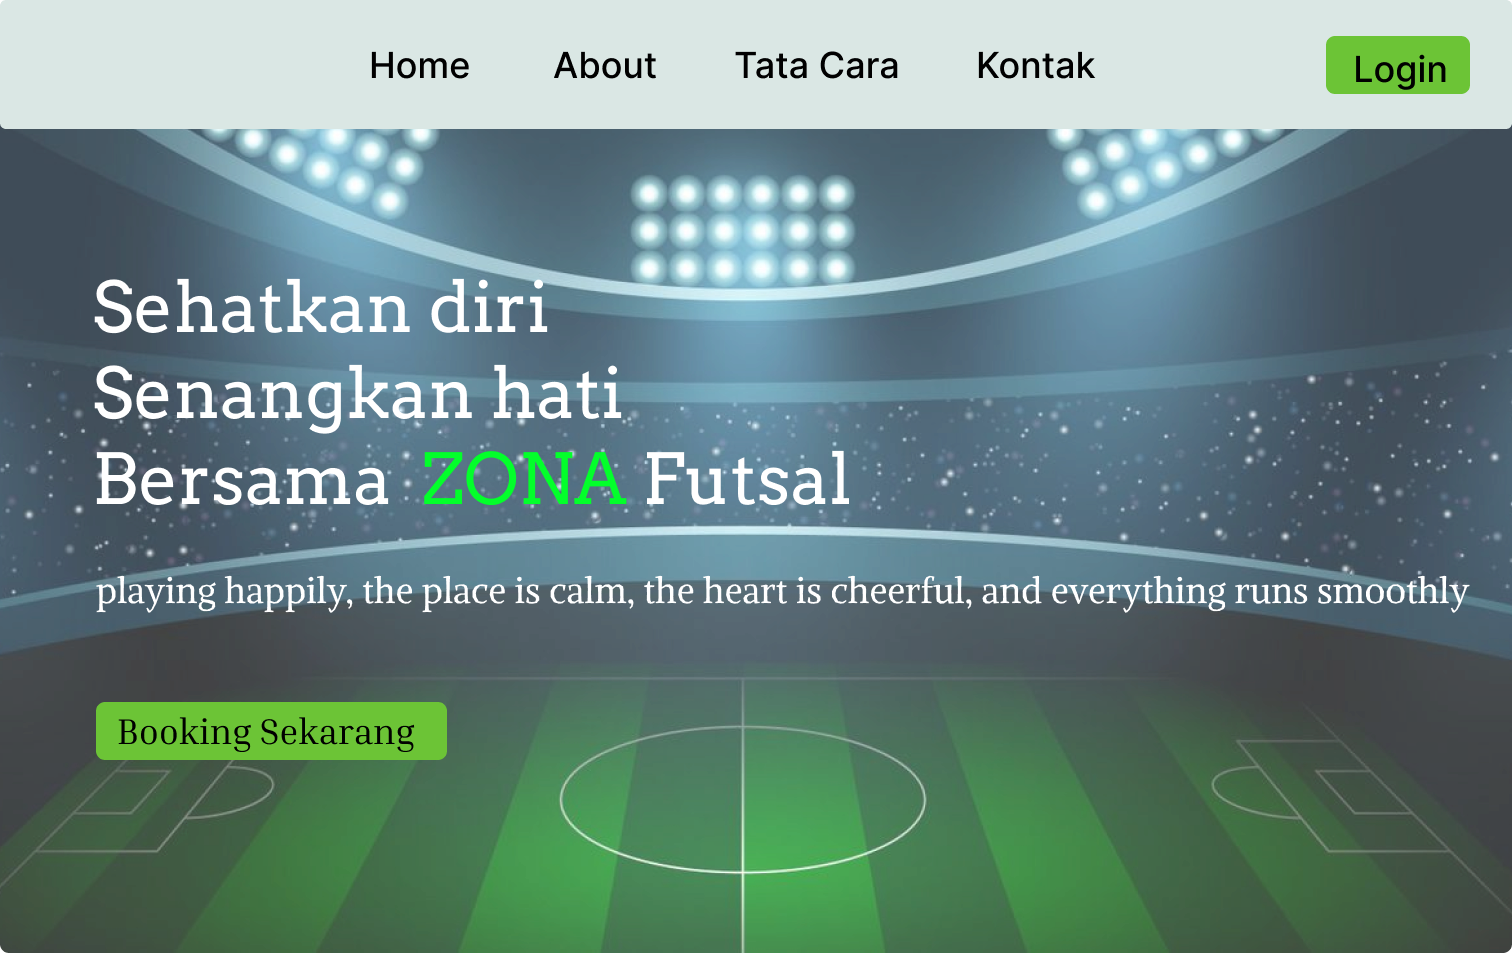 Home About Tata Cara Kontak Login
Sehatkan diri
Senangkan hati
Bersama ZONA Futsal
playing happily, the place is calm, the heart is cheerful, and everything runs smoothly
Booking Sekarang